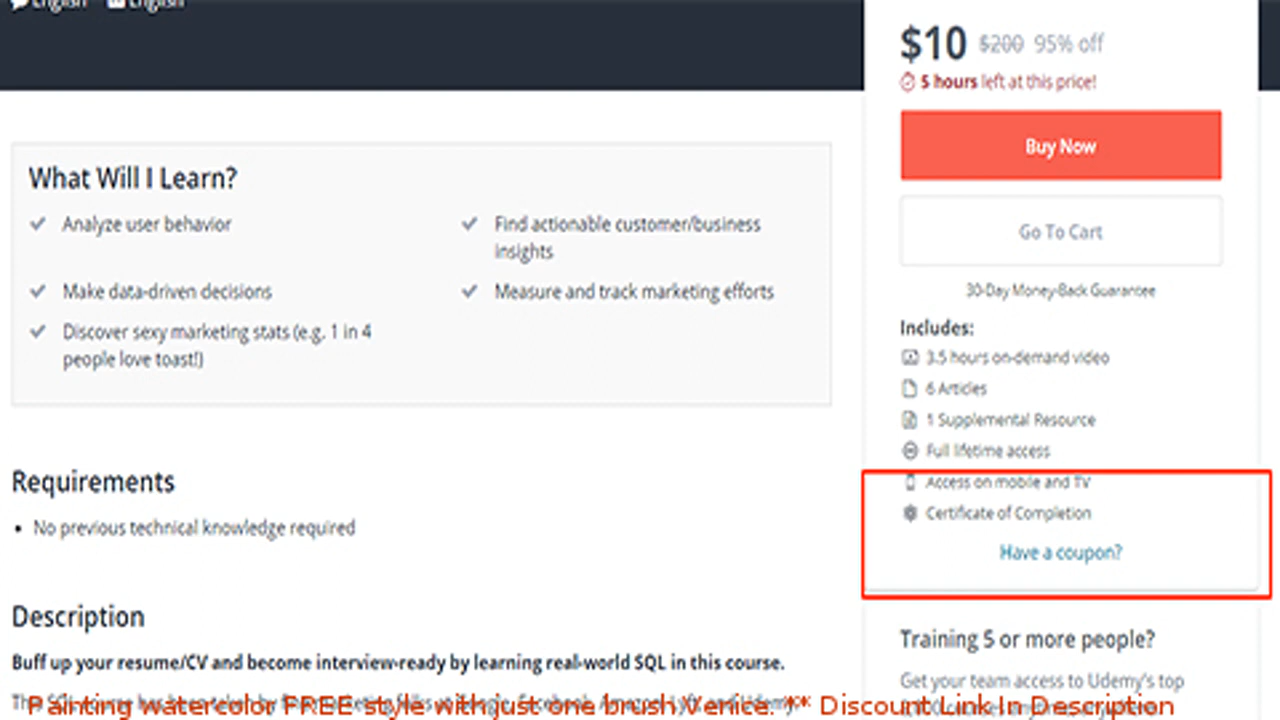 English English
What Will I Learn?
Analyze user behavior
Find actionable customer/business
insights
Make data-driven decisions
Measure and track marketing efforts
Discover sexy marketing stats (e.g. 1 in 4
people love toast!)
Requirements
No previous technical knowledge required
Description
Buff up your resume/CV and become interview-ready by learning real-world SQL in this course.
$10 $200 95% off
5 hours left at this price!
Buy Now
Go To Cart
30-Day Money-Back Guarantee
Includes:
3.5 hours on-demand video
6 Articles
1 Supplemental Resource
Full lifetime access
Access on mobile and TV
Certificate of Completion
Have a coupon?
Training 5 or more people?
Get your team access to Udemy's top
Painting watercolor FREE style with just one brush.Venice. ** Discount Link In Description